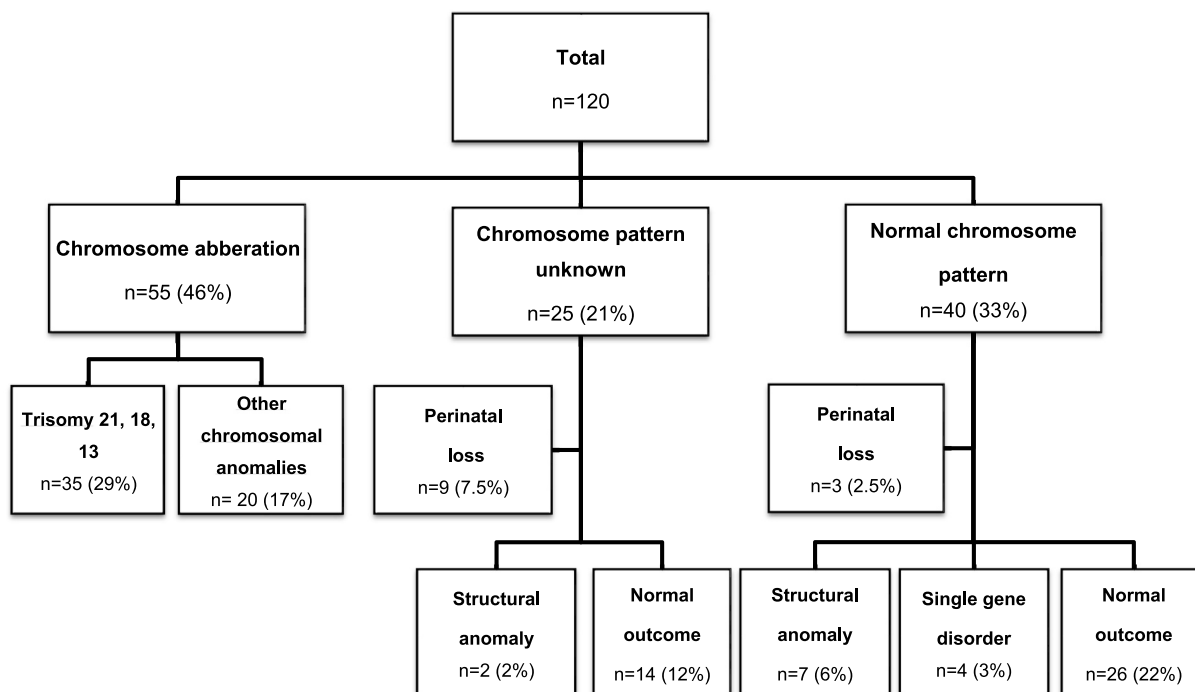 Total
n=120
Chromosome abberation
n=55 (46%)
Chromosome pattern
unknown
n=25 (21%)
Normal chromosome
pattern
n=40 (33%)
Trisomy 21, 18,
13
n=35 (29%)
Other
chromosomal
anomalies
n= 20 (17%)
Perinatal
loss
n=9 (7.5%)
Perinatal
loss
n=3 (2.5%)
Structural
anomaly
n=2 (2%)
Normal
outcome
n=14 (12%)
Structural
anomaly
n=7 (6%)
Single gene
disorder
n=4 (3%)
Normal
outcome
n=26 (22%)